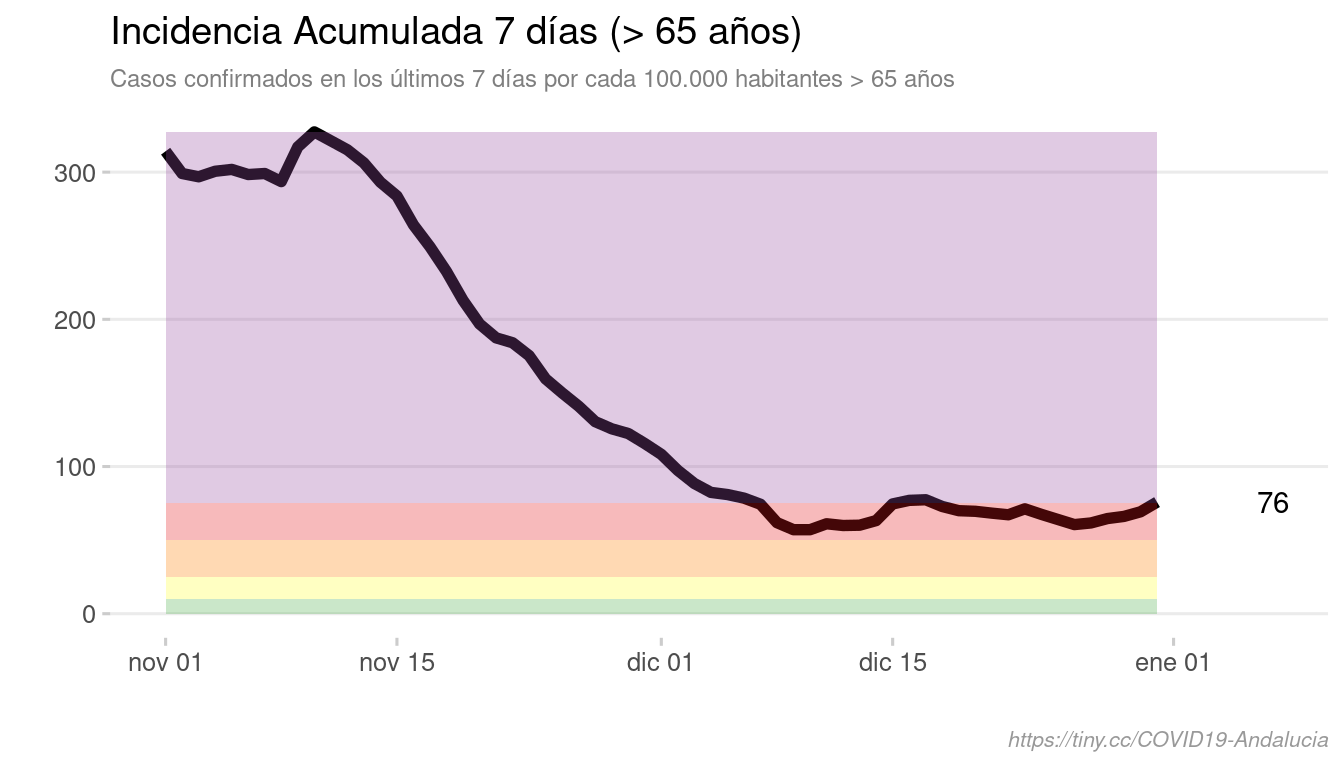 Incidencia Acumulada 7 días (> 65 años)
Casos confirmados en los últimos 7 días por cada 100.000 habitantes > 65 años
300
200
100
76
0
nov 01 nov 15 dic 01 dic 15 ene 01
https://tiny.cc/COVID19-Andalucia